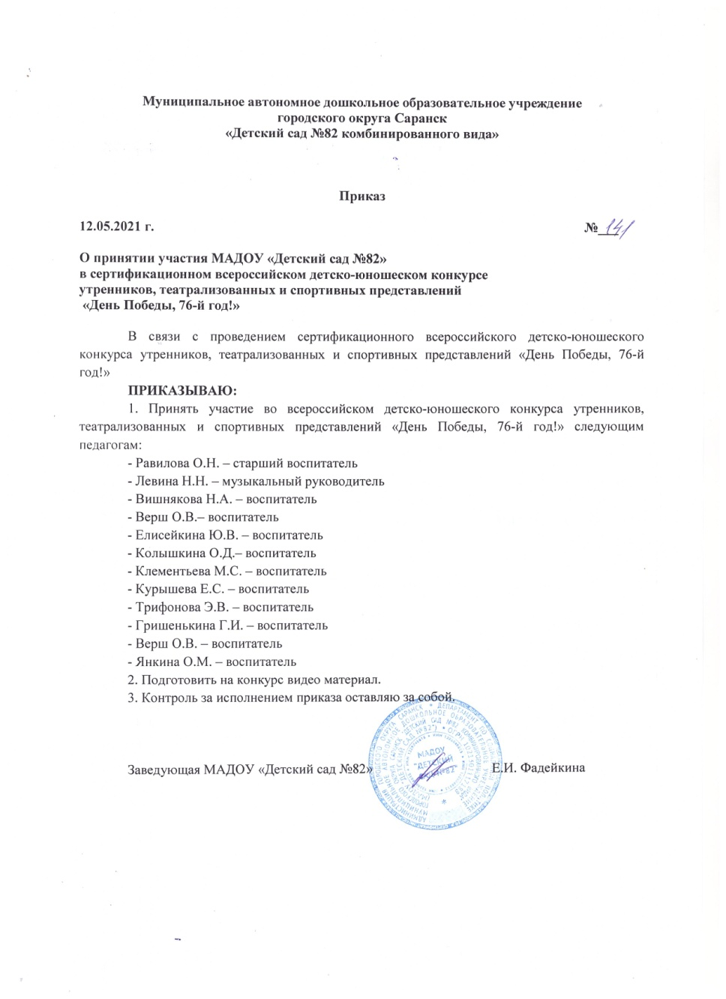 Муниципальное автономное дошкольное образовательное учреждение
городского округа Саранск
«Детский сад №82 комбинированного вида»
Приказ
12.05.2021 г. № 141
О принятии участия МАДОУ «Детский сад №82»
в сертификационном всероссийском детско-юношеском конкурсе
утренников, театрализованных и спортивных представлений
«День Победы, 76-й год!»
В связи с проведением сертификационного всероссийского детско-юношеского
конкурса утренников, театрализованных и спортивных представлений «День Победы, 76-й
год!»
ПРИКАЗЫВАЮ:
1. Принять участие во всероссийском детско-юношеского конкурса утренников,
театрализованных и спортивных представлений «День Победы, 76-й год!» следующим
педагогам:
- Равилова О.Н. – старший воспитатель
- Левина Н.Н. – музыкальный руководитель
- Вишнякова Н.А. – воспитатель
- Верш О.В.– воспитатель
- Елисейкина Ю.В. – воспитатель
- Колышкина О.Д.– воспитатель
- Клементьева М.С. – воспитатель
- Курышева Е.С. – воспитатель
- Трифонова Э.В. – воспитатель
- Гришенькина Г.И. – воспитатель
- Верш О.В. – воспитатель
- Янкина О.М. – воспитатель
2. Подготовить на конкурс видео материал.
3. Контроль за исполнением приказа оставляю за собой.
Заведующая МАДОУ «Детский сад №82» Е.И. Фадейкина
МАДОУ
"ДЕТСКИЙ
САД №82"